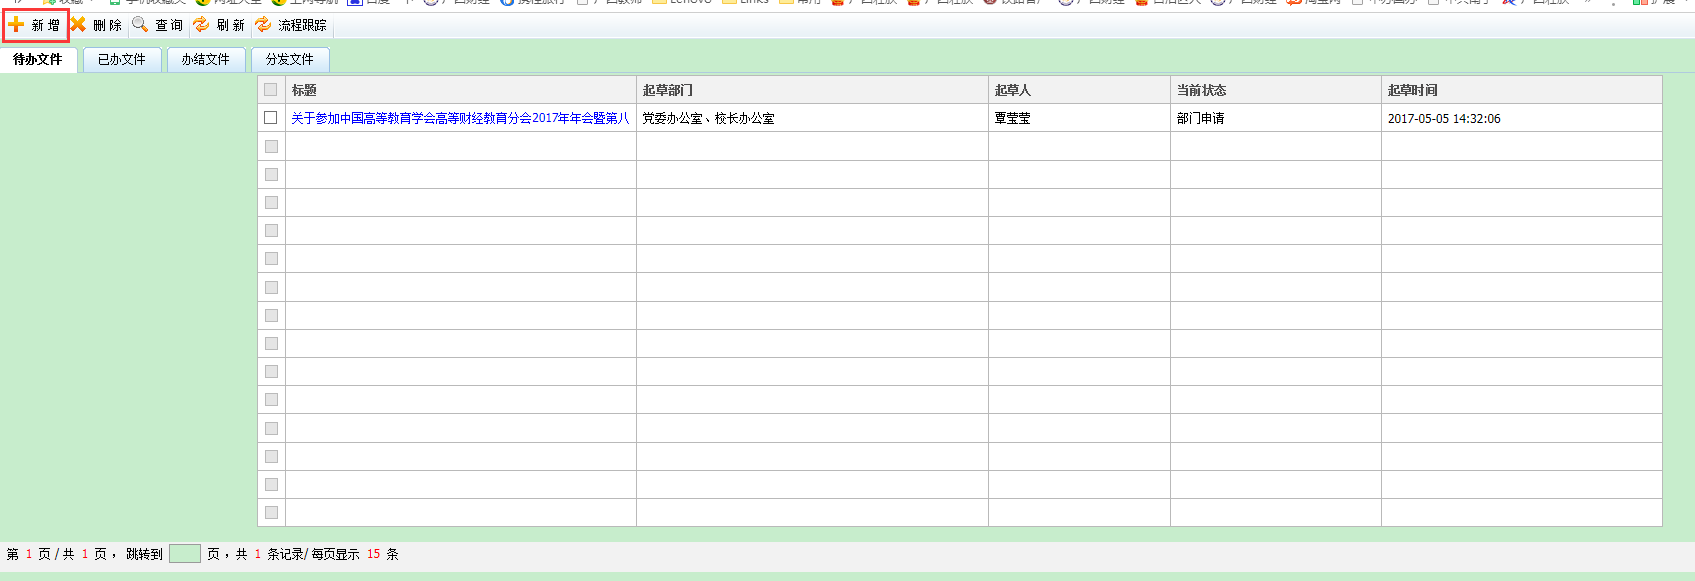 新 增 删 除 查 询 刷 新 流程跟踪
待办文件 已办文件 办结文件 分发文件
标题 起草部门 起草人 当前状态 起草时间
关于参加中国高等教育学会高等财经教育分会2017年年会暨第八 党委办公室、校长办公室 覃莹莹 部门申请 2017-05-05 14:32:06
第 1 页 / 共 1 页， 跳转到 页，共 1 条记录/ 每页显示 15 条